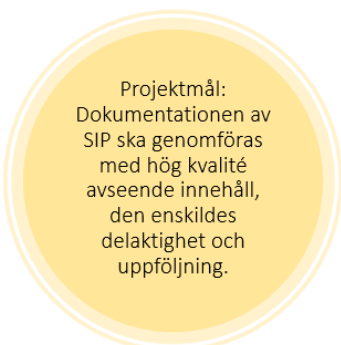 Projektmål:
Dokumentationen av
SIP ska genomföras
med hög kvalité
avseende innehåll,
den enskildes
delaktighet och
uppföljning.